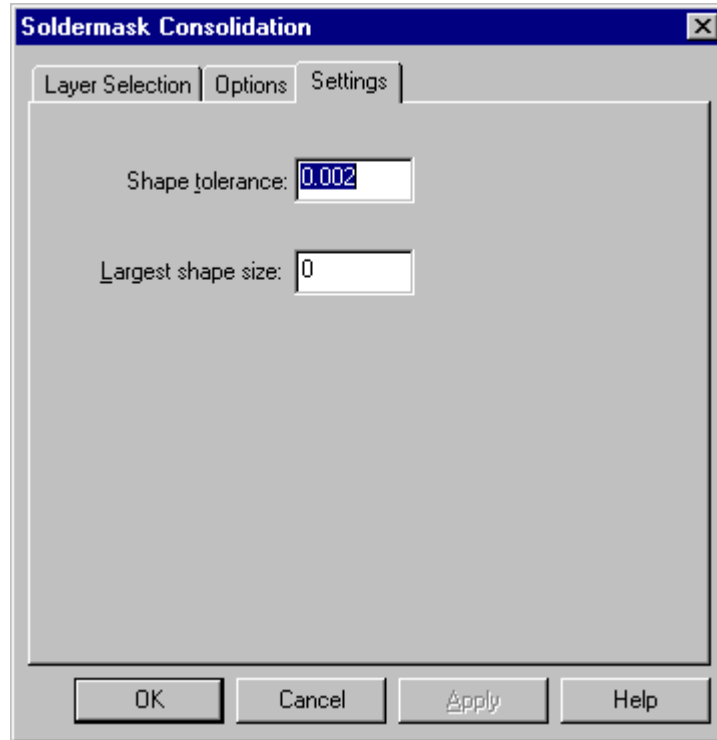 Soldermask Consolidation
Layer Selection Options Settings
Shape tolerance: 0.002
Largest shape size: 0
OK Cancel Apply Help